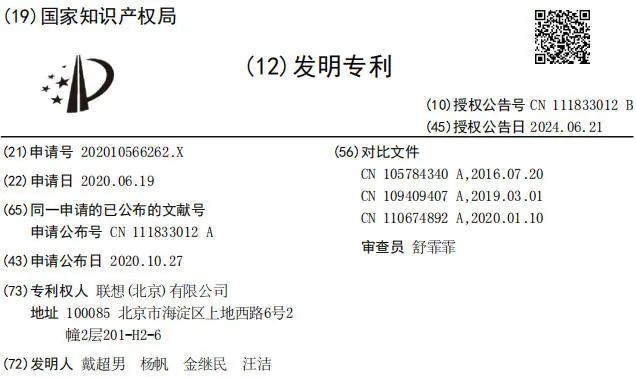 (19)国家知识产权局
(12)发明专利
(10)授权公告号 CN 111833012 B
(45)授权公告日 2024.06.21
(21)申请号 202010566262.X
(22)申请日 2020.06.19
(65)同一申请的已公布的文献号
申请公布号 CN 111833012 A
(43)申请公布日 2020.10.27
(73)专利权人 联想(北京)有限公司
地址 100085 北京市海淀区上地西路6号2
幢2层201-H2-6
(72)发明人 戴超男 杨帆 金继民 汪洁
(56)对比文件
CN 105784340 A,2016.07.20
CN 109409407 A,2019.03.01
CN 110674892 A,2020.01.10
审查员 舒霏霏